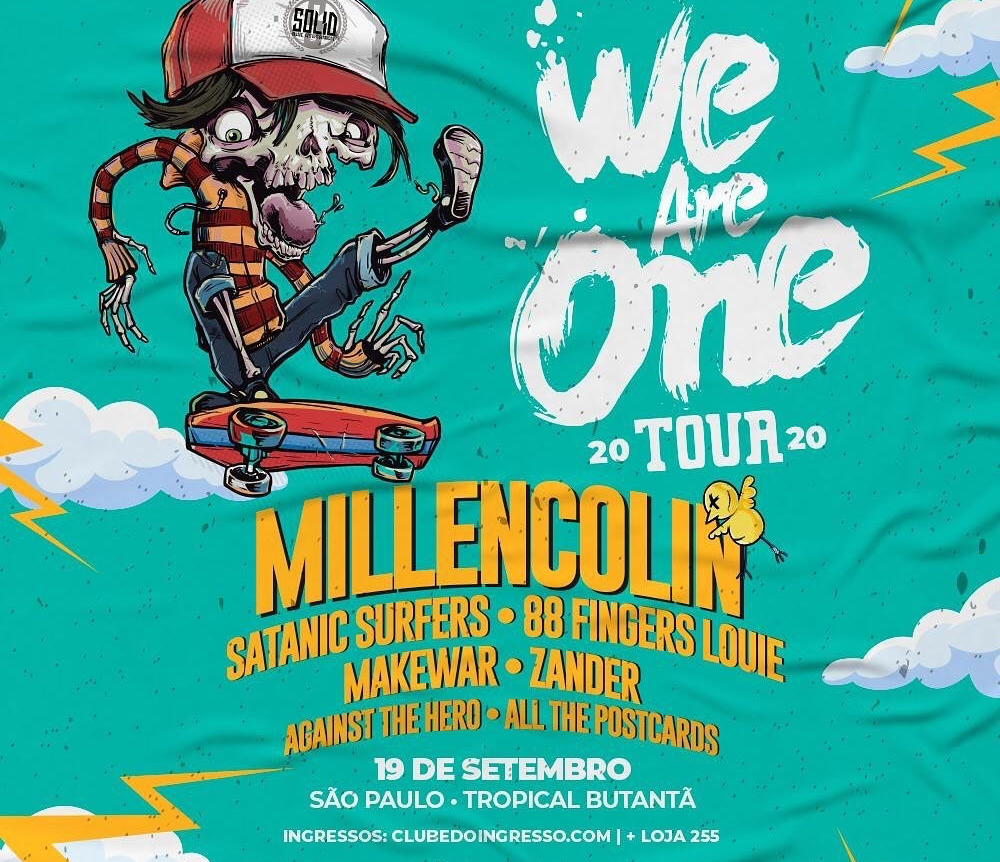 SOLID
We
Are
One
20 TOUR 20
MILLENCOLIN
SATANIC SURFERS • 88 FINGERS LOUIE
MAKEWAR • ZANDER
AGAINST THE HERO • ALL THE POSTCARDS
19 DE SETEMBRO
SÃO PAULO • TROPICAL BUTANTÃ
INGRESSOS: CLUBEDOINGRESSO.COM | + LOJA 255